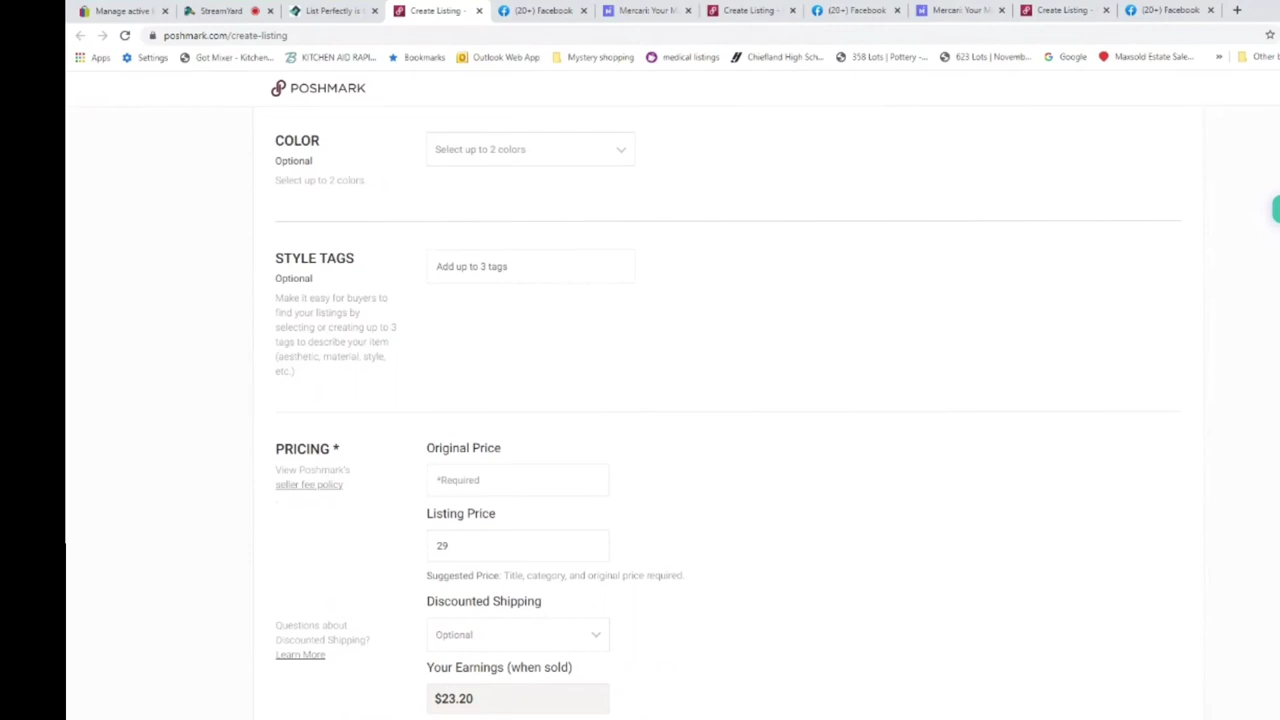 Manage active l
StreamYard
List Perfectly is t
Create Listing -
(20+) Facebook
Mercari: Your M
Create Listing -
(20+) Facebook
Mercari: Your M
Create Listing -
(20+) Facebook
poshmark.com/create-listing
Apps
Settings
Got Mixer - Kitchen...
KITCHEN AID RAPI...
Bookmarks
Outlook Web App
Mystery shopping
medical listings
Chiefland High Sch...
358 Lots | Pottery -...
623 Lots | Novemb...
Google
Maxsold Estate Sale...
»
Other b
POSHMARK
COLOR
Optional
Select up to 2 colors
Select up to 2 colors
STYLE TAGS
Optional
Make it easy for buyers to
find your listings by
selecting or creating up to 3
tags to describe your item
(aesthetic, material, style,
etc.)
Add up to 3 tags
PRICING *
View Poshmark's
seller fee policy
Original Price
*Required
Listing Price
29
Suggested Price: Title, category, and original price required.
Discounted Shipping
Questions about
Discounted Shipping?
Learn More
Optional
Your Earnings (when sold)
$23.20